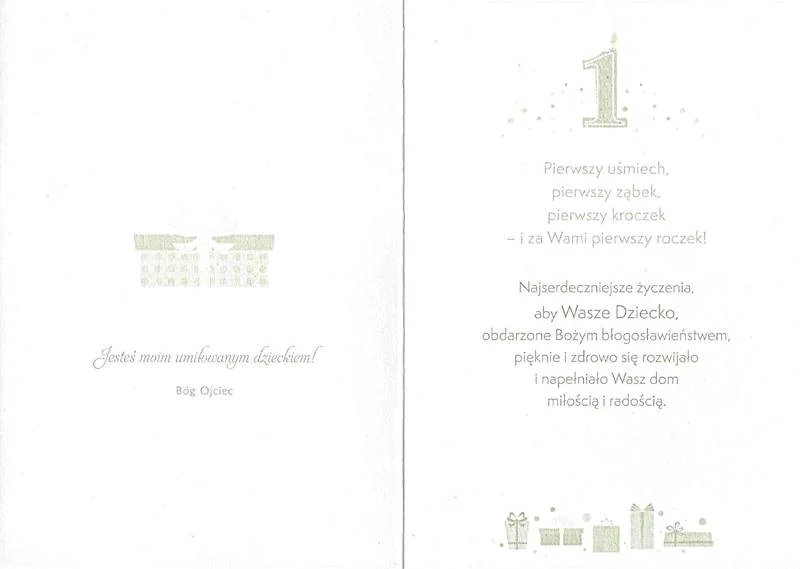 Jesteś moim umiłowanym dzieckiem!
Bóg Ojciec
1
Pierwszy uśmiech,
pierwszy ząbek,
pierwszy kroczek
– i za Wami pierwszy roczek!
Najserdeczniejsze życzenia,
aby Wasze Dziecko,
obdarzone Bożym błogosławieństwem,
pięknie i zdrowo się rozwijało
i napełniało Wasz dom
miłością i radością.